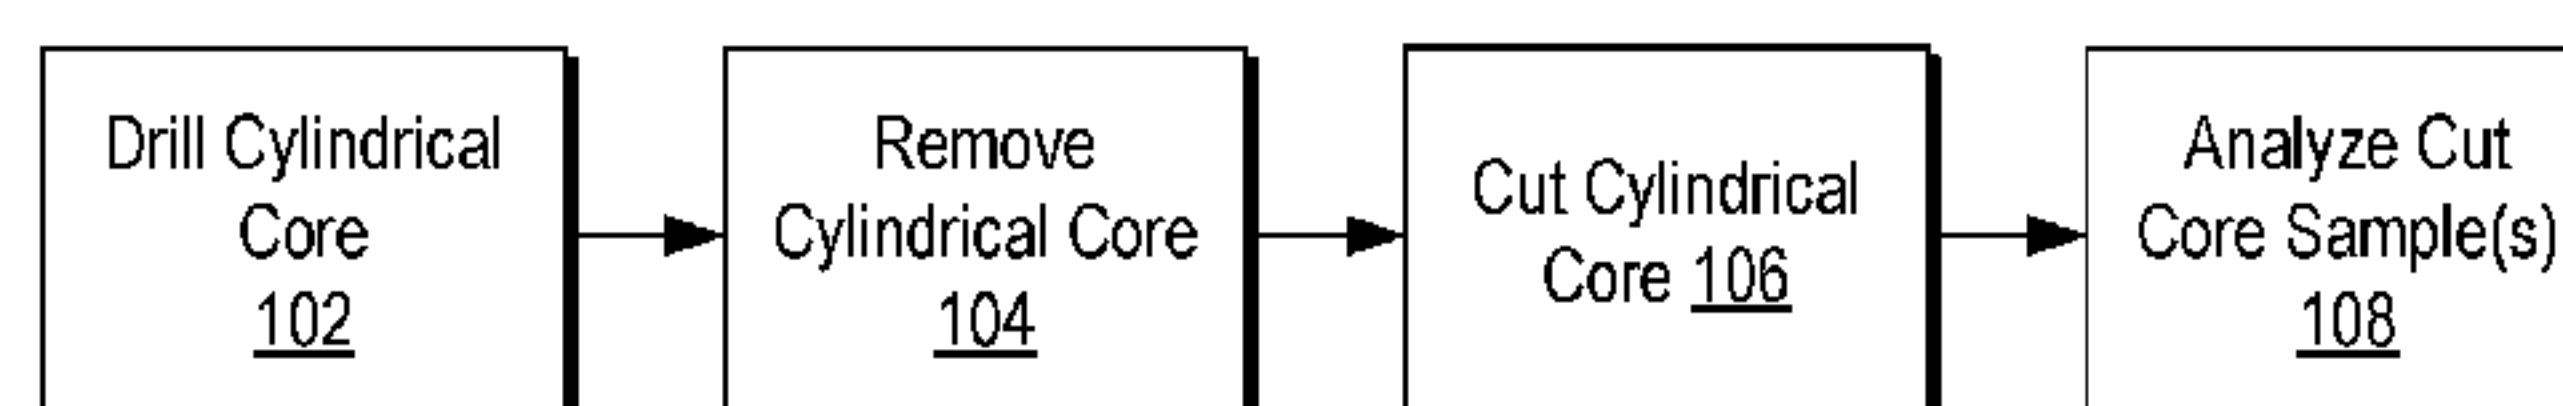 Drill Cylindrical
Core
102
Remove
Cylindrical Core
104
Cut Cylindrical
Core 106
Analyze Cut
Core Sample(s)
108